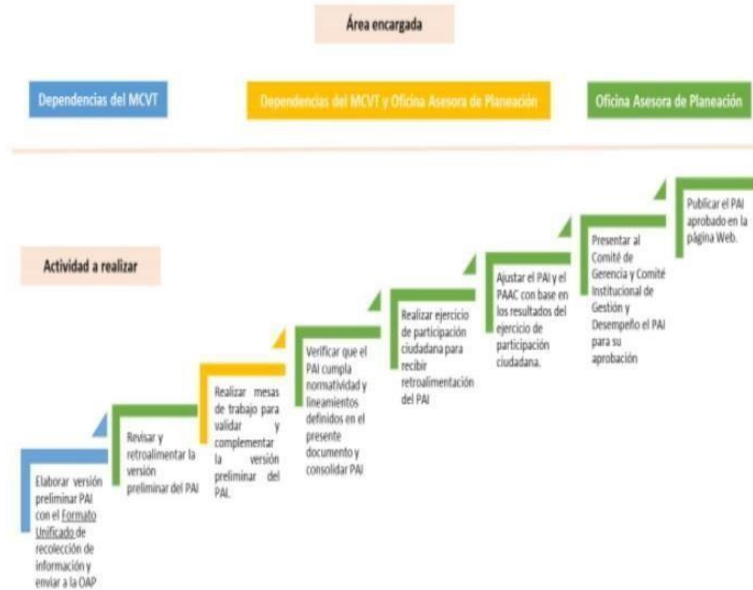 Área encargada
Dependencias del MCVT
Dependencias del MCVT y Oficina Asesora de Planeación
Oficina Asesora de Planeación
Actividad a realizar
Elaborar versión
preliminar PAI
con el Formato
Unificado de
recolección de
información y
enviar a la OAP
Revisar y
retroalimentar la
versión
preliminar del PAI
Realizar mesas
de trabajo para
validar y
complementar
la versión
preliminar del
PAI.
Verificar que el
PAI cumpla
normatividad y
lineamientos
definidos en el
presente
documento y
consolidar PAI
Realizar ejercicio
de participación
ciudadana para
recibir
retroalimentación
del PAI
Ajustar el PAI y el
PAAC con base en
los resultados del
ejercicio de
participación
ciudadana.
Presentar al
Comité de
Gerencia y Comité
Institucional de
Gestión y
Desempeño el PAI
para su
aprobación
Publicar el PAI
aprobado en la
página Web.